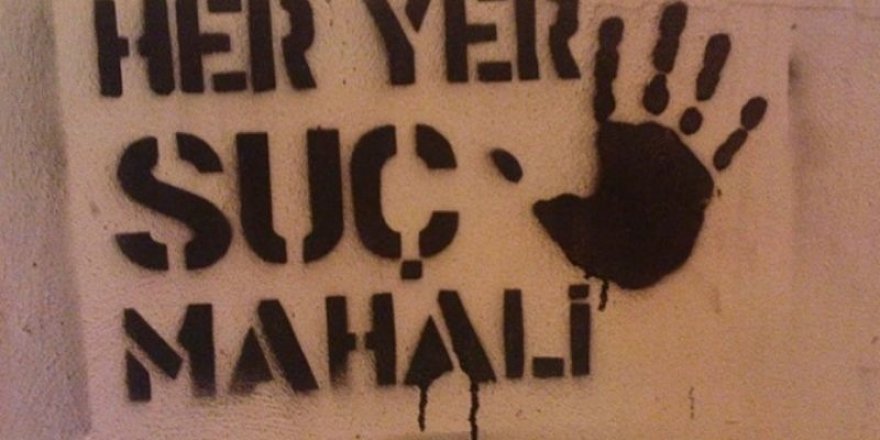 HER YER
SUÇ
MAHALİ